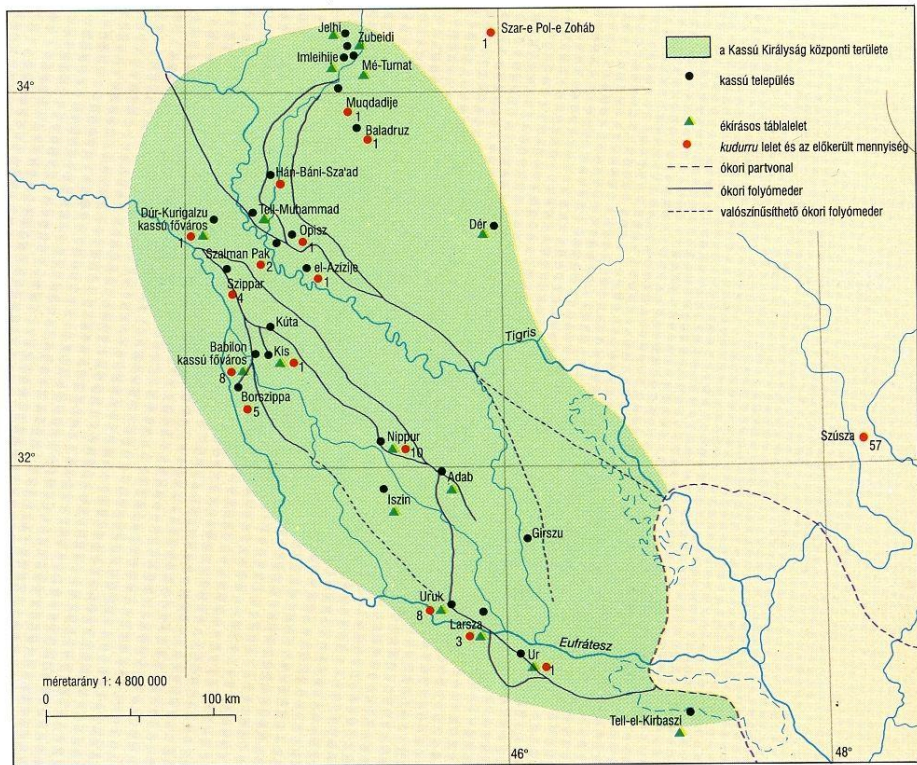 Jelhi
Zubeidi
Imleihije
Mé-Turnat
Szar-e Pol-e Zoháb
1
34°
Muqdadije
1
Baladruz
1
Hán-Báni-Sza'ad
Tell-Muhammad
Dúr-Kurigalzu
kassú főváros
1
Opisz
1
Dér
Szalman Pak
2
el-Azízije
1
Szippar
4
Kúta
Tigris
Babilon
kassú főváros
8
Kis
1
Borszippa
5
Nippur
10
Szúsza
57
32°
Adab
Iszin
Girszu
Uruk
8
Larsza
3
Eufrátesz
Ur
1
Tell-el-Kirbaszi
46°
48°
a Kassú Királyság központi területe
kassú település
ékírásos táblalelet
kudurru lelet és az előkerült mennyiség
ókori partvonal
ókori folyómeder
valószínűsíthető ókori folyómeder
méretarány 1: 4 800 000
0
100 km